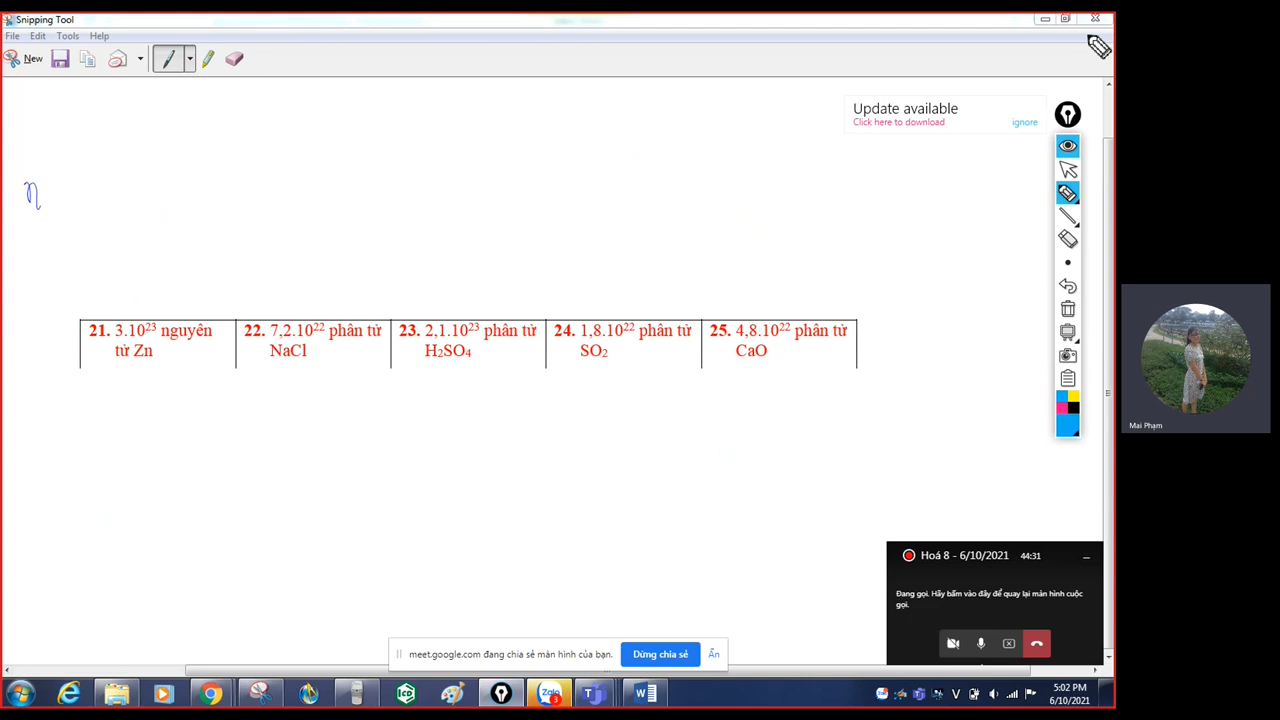 Snipping Tool
File Edit Tools Help
New
Update available
Click here to download ignore
η
21. 3.10²³ nguyên tử Zn
22. 7,2.10²² phân tử NaCl
23. 2,1.10²³ phân tử H₂SO₄
24. 1,8.10²² phân tử SO₂
25. 4,8.10²² phân tử CaO
Mai Phạm
Hoá 8 - 6/10/2021 44:31
Đang gọi. Hãy bấm vào đây để quay lại màn hình cuộc
gọi.
meet.google.com đang chia sẻ màn hình của bạn. Dừng chia sẻ Ẩn
5:02 PM
6/10/2021